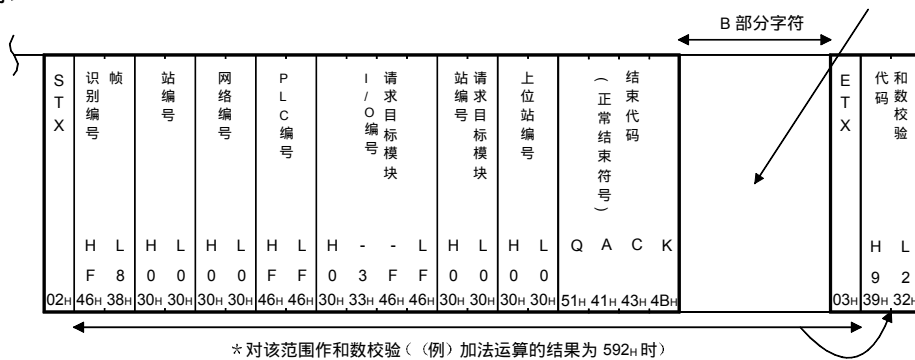 B 部分字符
STX
帧识别编号
站编号
网络编号
PLC编号
请求目标模块I/O编号
请求目标模块站编号
上位站编号
结束代码(正常结束符号)
ETX
和数校验代码
H L H L H L H L H - - L H L H L Q A C K H L
F 8 0 0 0 0 F F 0 3 F F 0 0 0 0 9 2
02H 46H 38H 30H 30H 30H 30H 46H 46H 30H 33H 46H 46H 30H 30H 30H 30H 51H 41H 43H 4BH 03H 39H 32H
*对该范围作和数校验((例)加法运算的结果为 592H 时)